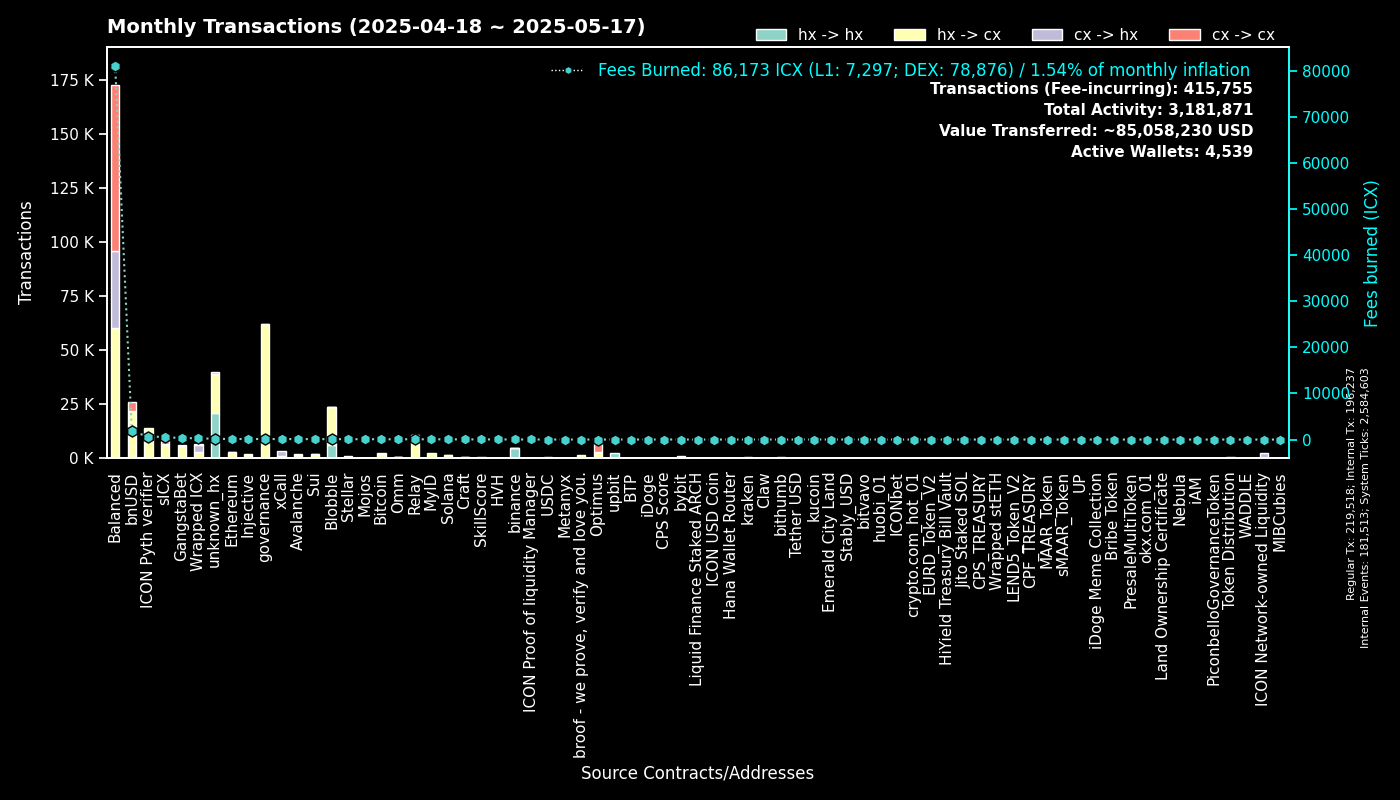 Monthly Transactions (2025-04-18 ~ 2025-05-17)
hx -> hx
hx -> cx
cx -> hx
cx -> cx
Fees Burned: 86,173 ICX (L1: 7,297; DEX: 78,876) / 1.54% of monthly inflation
Transactions (Fee-incurring): 415,755
Total Activity: 3,181,871
Value Transferred: ~85,058,230 USD
Active Wallets: 4,539
Transactions
175 K
150 K
125 K
100 K
75 K
50 K
25 K
0 K
80000
70000
60000
50000
40000
30000
20000
10000
0
Fees burned (ICX)
Regular Tx: 219,518; Internal Tx: 196,237
Internal Events: 181,513; System Ticks: 2,584,603
Balanced
bnUSD
ICON Pyth verifier
sICX
GangstaBet
Wrapped ICX
unknown_hx
Ethereum
Injective
governance
xCall
Avalanche
Sui
Blobble
Stellar
Mojos
Bitcoin
Omm
Relay
MyID
Solana
Craft
SkillScore
HVH
binance
ICON Proof of liquidity Manager
USDC
Metanyx
broof - we prove, verify and love you.
Optimus
upbit
BTP
iDoge
CPS Score
bybit
Liquid Finance Staked ARCH
ICON USD Coin
Hana Wallet Router
kraken
Claw
bithumb
Tether_USD
kucoin
Emerald City Land
Stably_USD
bitvavo
huobi_01
ICONbet
crypto.com_hot_01
EURD_Token_V2
HiYield Treasury Bill Vault
Jito Staked SOL
CPS_TREASURY
Wrapped stETH
LEND5_Token_V2
CPF_TREASURY
MAAR_Token
sMAAR_Token
UP
iDoge Meme Collection
Bribe Token
PresaleMultiToken
okx.com_01
Land Ownership Certificate
Nebula
iAM
PiconbelloGovernanceToken
Token Distribution
WADDLE
ICON Network-owned Liquidity
MIBCubies
Source Contracts/Addresses